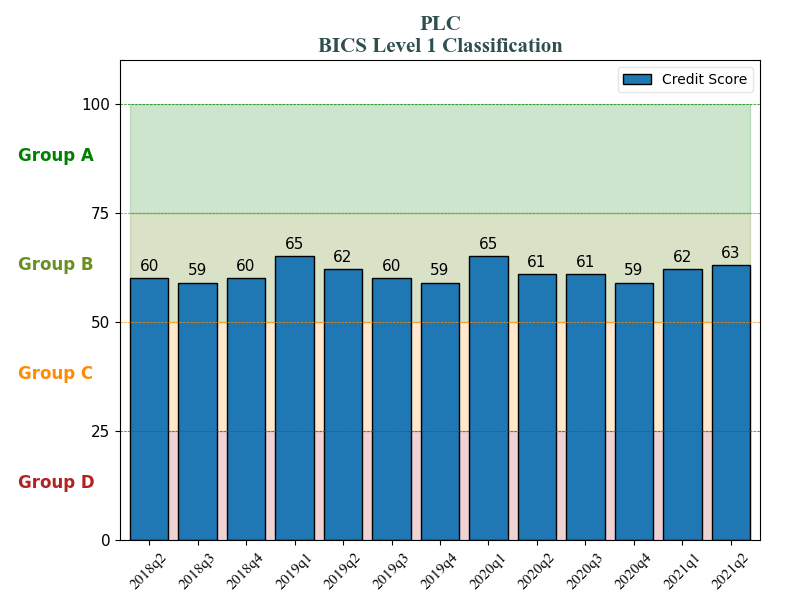 PLC
BICS Level 1 Classification
Credit Score
100
Group A
75
Group B
60
59
60
65
62
60
59
65
61
61
59
62
63
50
Group C
25
Group D
0
2018q2
2018q3
2018q4
2019q1
2019q2
2019q3
2019q4
2020q1
2020q2
2020q3
2020q4
2021q1
2021q2